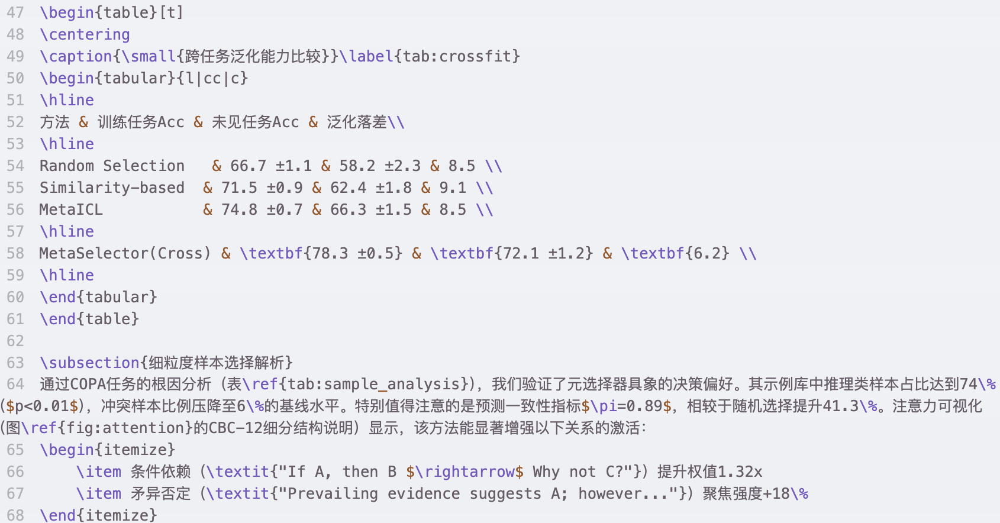 47 \begin{table}[t]
48 \centering
49 \caption{\small{跨任务泛化能力比较}}\label{tab:crossfit}
50 \begin{tabular}{l|cc|c}
51 \hline
52 方法 & 训练任务Acc & 未见任务Acc & 泛化落差\\
53 \hline
54 Random Selection   & 66.7 ±1.1 & 58.2 ±2.3 & 8.5 \\
55 Similarity-based  & 71.5 ±0.9 & 62.4 ±1.8 & 9.1 \\
56 MetaICL           & 74.8 ±0.7 & 66.3 ±1.5 & 8.5 \\
57 \hline
58 MetaSelector(Cross) & \textbf{78.3 ±0.5} & \textbf{72.1 ±1.2} & \textbf{6.2} \\
59 \hline
60 \end{tabular}
61 \end{table}
62
63 \subsection{细粒度样本选择解析}
64 通过COPA任务的根因分析（表\ref{tab:sample_analysis}），我们验证了元选择器具象的决策偏好。其示例库中推理类样本占比达到74\%
($p<0.01$)，冲突样本比例压降至6\%的基线水平。特别值得注意的是预测一致性指标$\pi=0.89$，相较于随机选择提升41.3\%。注意力可视化
(图\ref{fig:attention}的CBC-12细分结构说明）显示，该方法能显著增强以下关系的激活：
65 \begin{itemize}
66     \item 条件依赖（\textit{"If A, then B $\rightarrow$ Why not C?"}）提升权值1.32x
67     \item 矛异否定（\textit{"Prevailing evidence suggests A; however..."}）聚焦强度+18\%
68 \end{itemize}